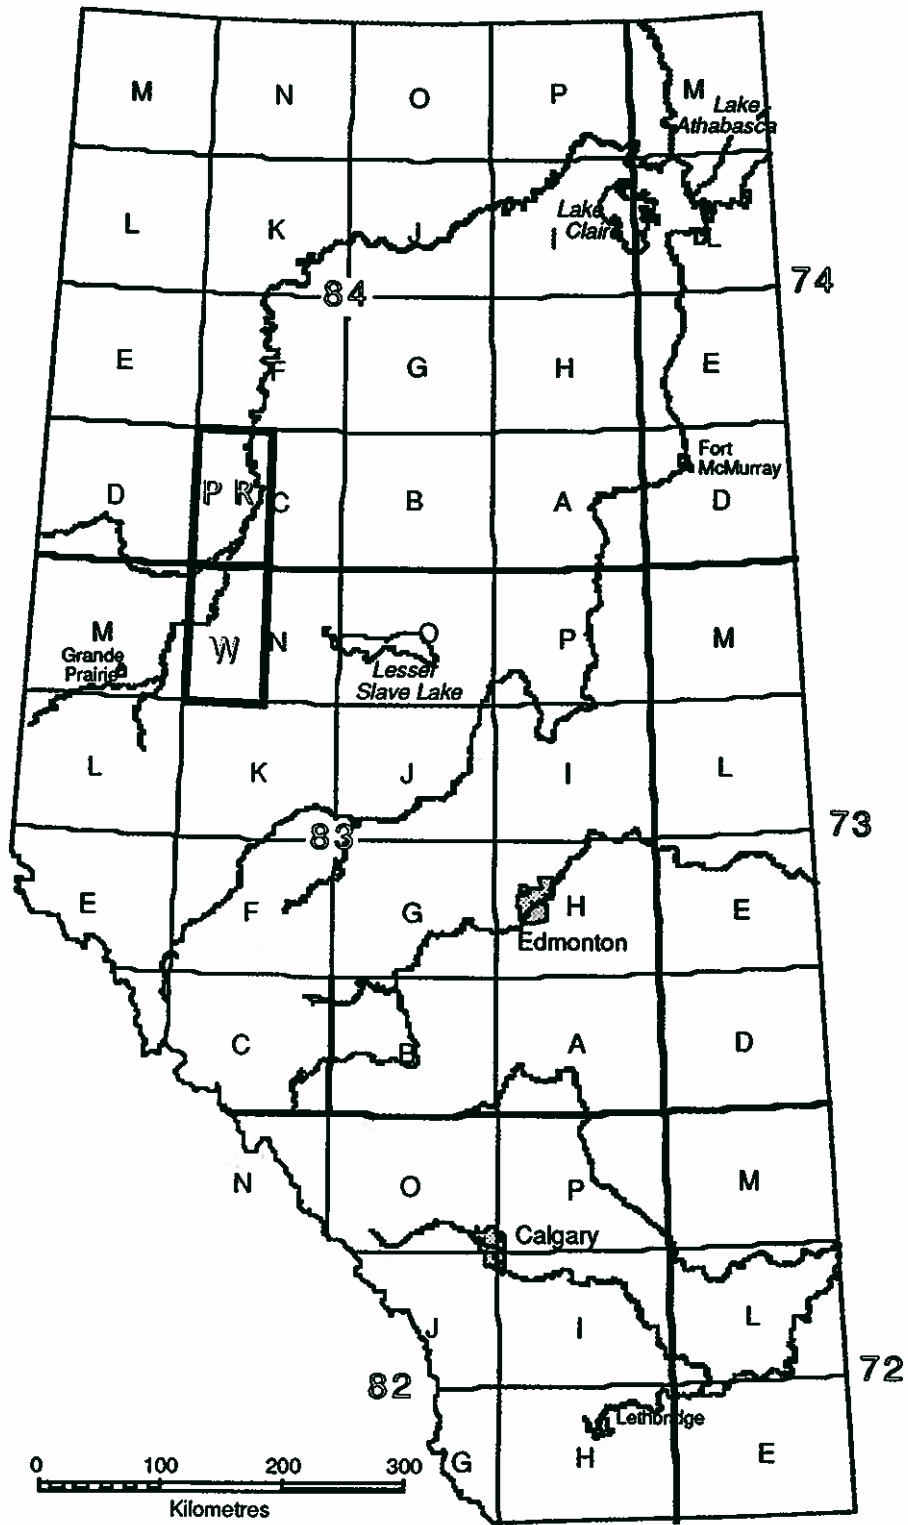 M N O P M
Lake
Athabasca
L K J I L
Lake
Claire
84 74
E F G H E
Fort
McMurray
D P R C B A D
M W N O P M
Grande
Prairie
Lesser
Slave Lake
L K J I L
83 73
E F G H E
Edmonton
C B A D
N O P M
Calgary
J I L
82 72
Lethbridge
G H E
0 100 200 300
Kilometres